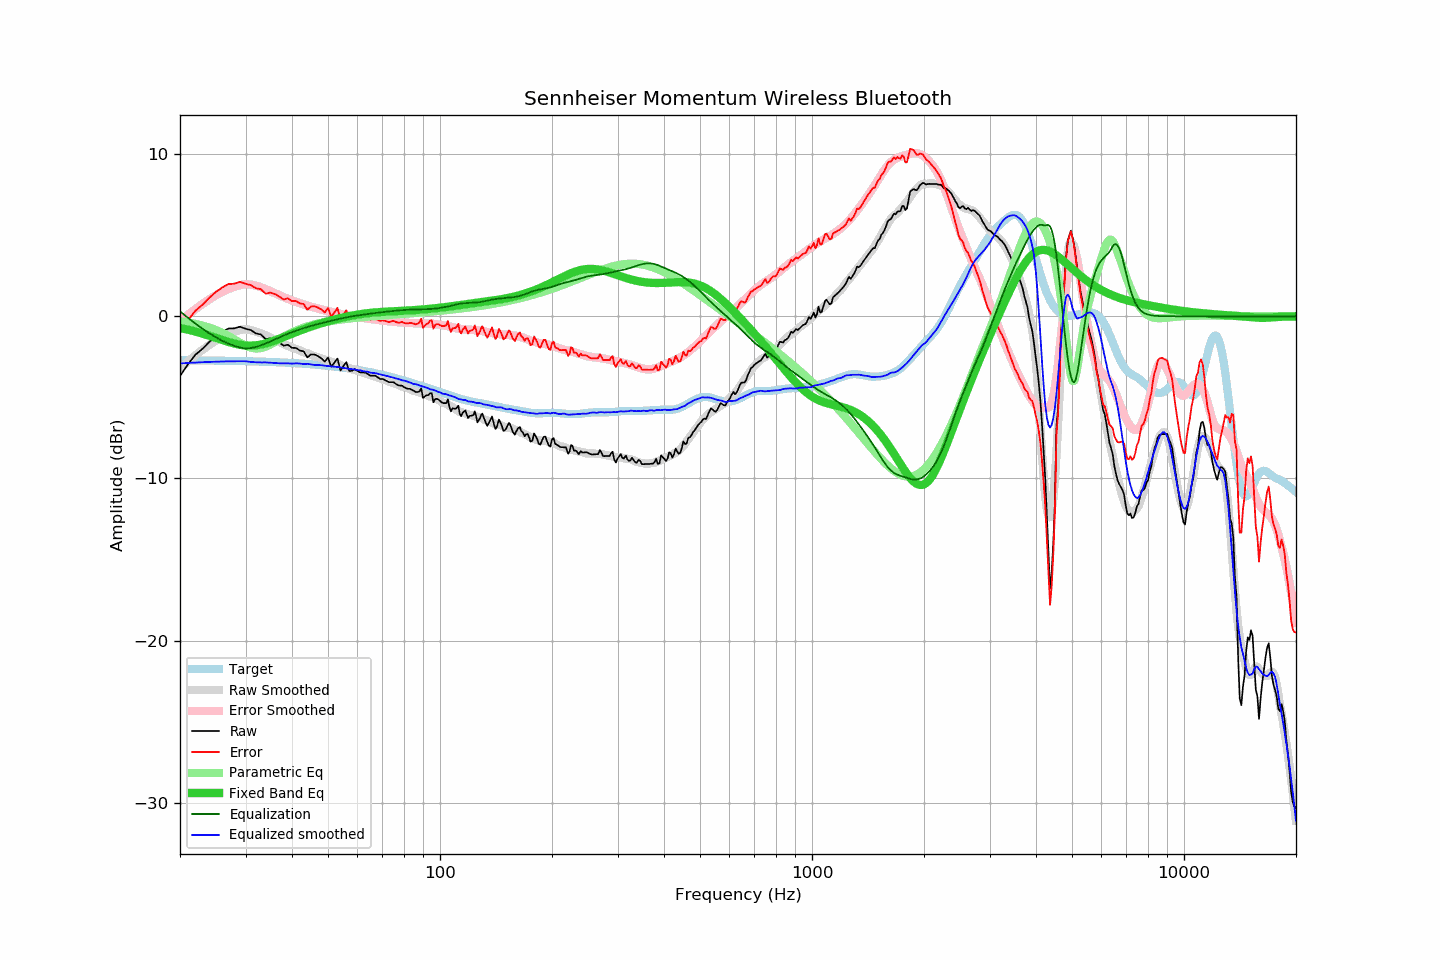 Sennheiser Momentum Wireless Bluetooth
10
0
−10
−20
−30
Amplitude (dBr)
Target
Raw Smoothed
Error Smoothed
Raw
Error
Parametric Eq
Fixed Band Eq
Equalization
Equalized smoothed
100
1000
10000
Frequency (Hz)